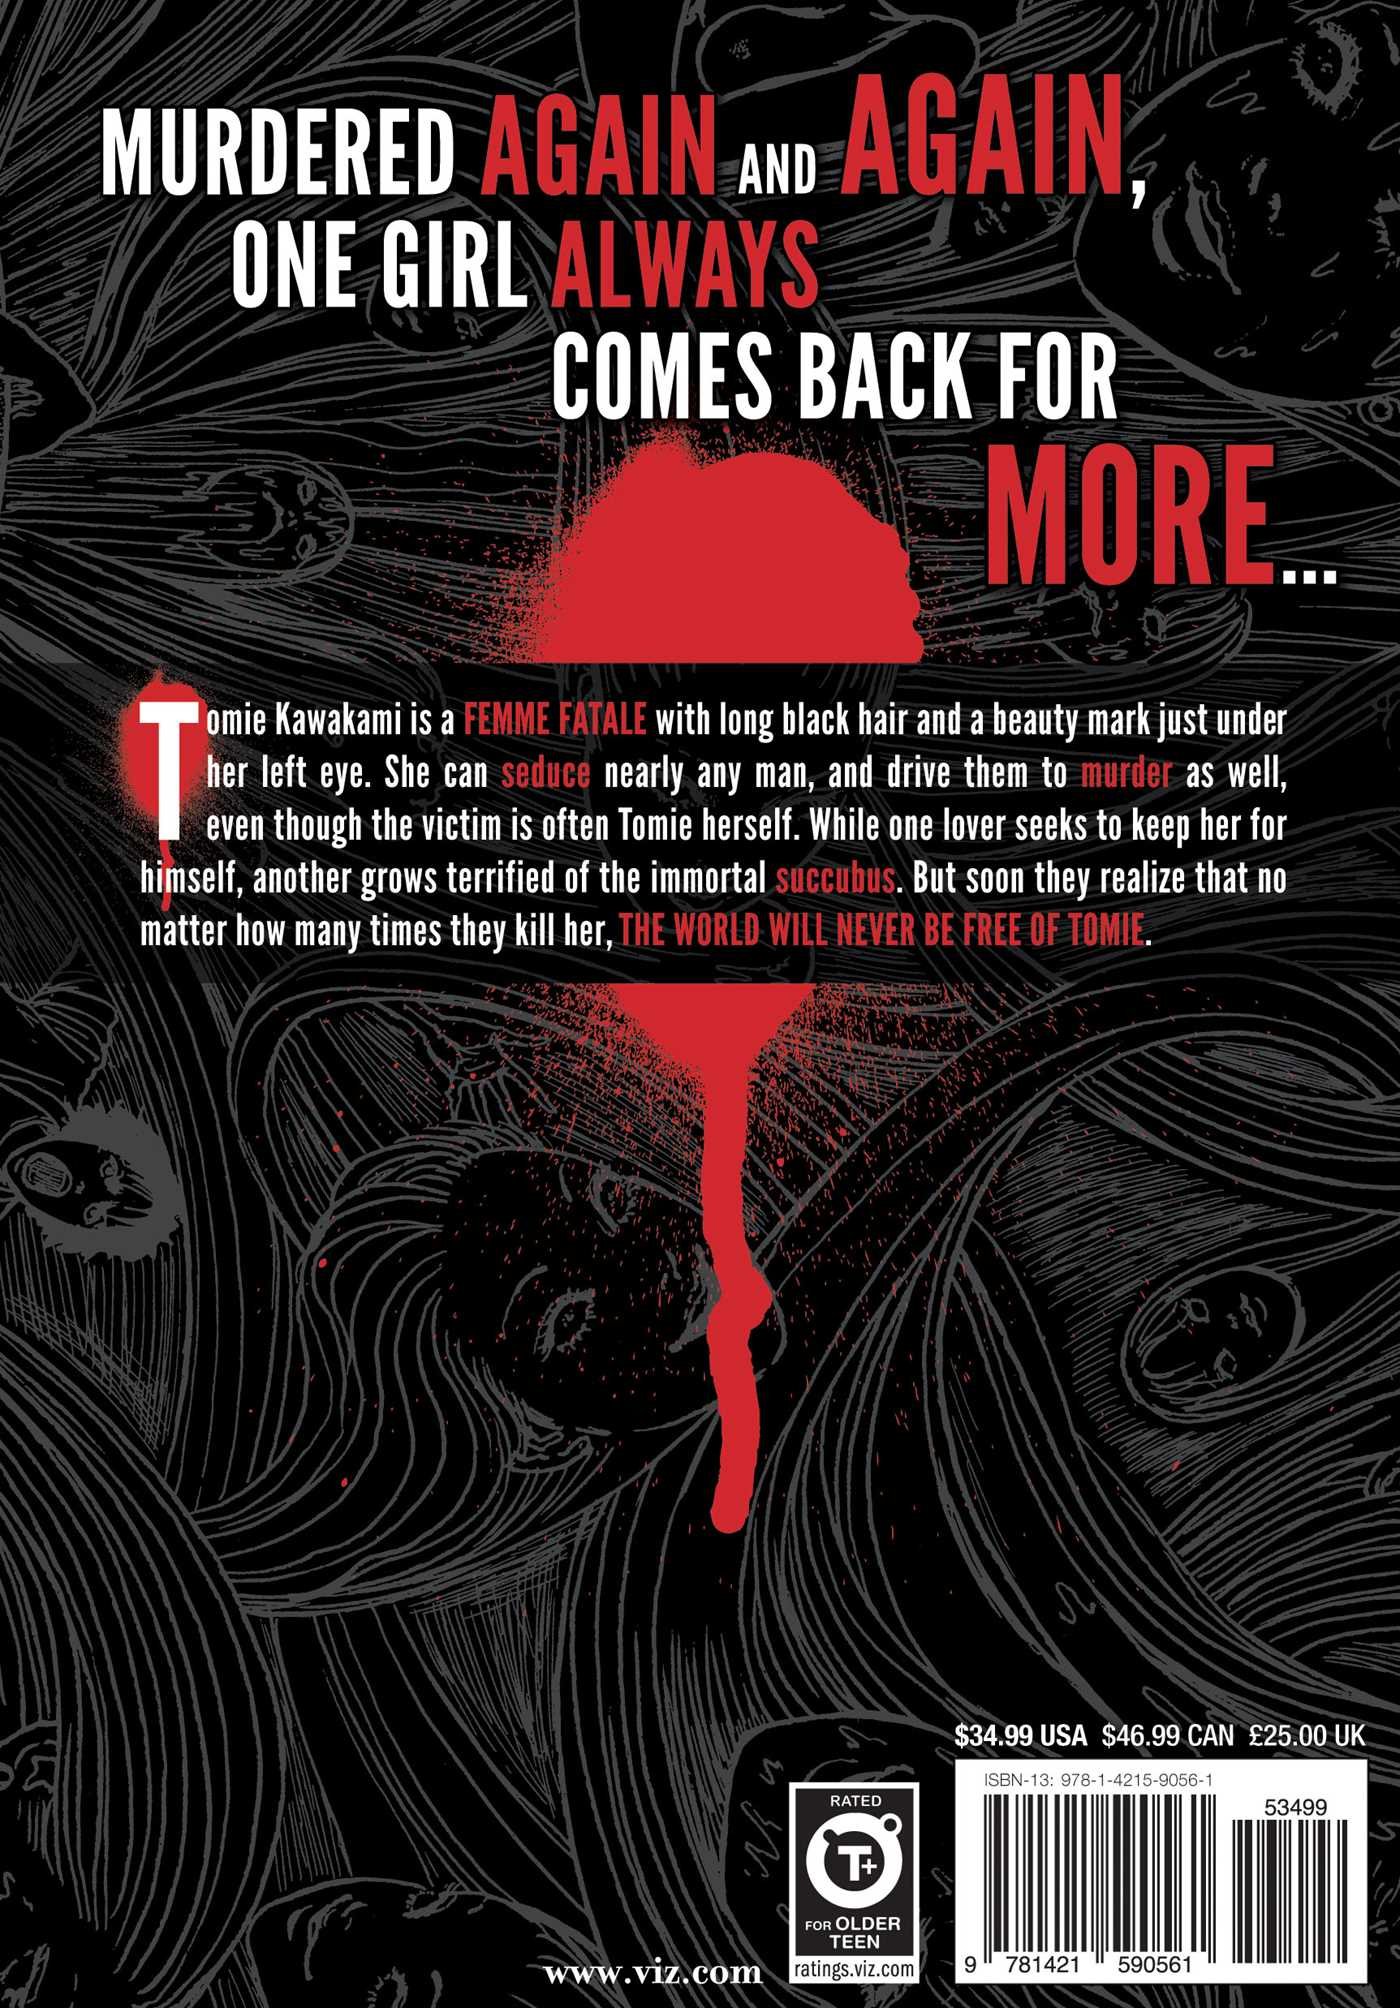 MURDERED AGAIN AND AGAIN,
ONE GIRL ALWAYS
COMES BACK FOR
MORE...
Tomie Kawakami is a FEMME FATALE with long black hair and a beauty mark just under
her left eye. She can seduce nearly any man, and drive them to murder as well,
even though the victim is often Tomie herself. While one lover seeks to keep her for
himself, another grows terrified of the immortal succubus. But soon they realize that no
matter how many times they kill her, THE WORLD WILL NEVER BE FREE OF TOMIE.
$34.99 USA $46.99 CAN £25.00 UK
ISBN-13: 978-1-4215-9056-1
53499
9 781421 590561
RATED
T+
FOR OLDER
TEEN
ratings.viz.com
www.viz.com